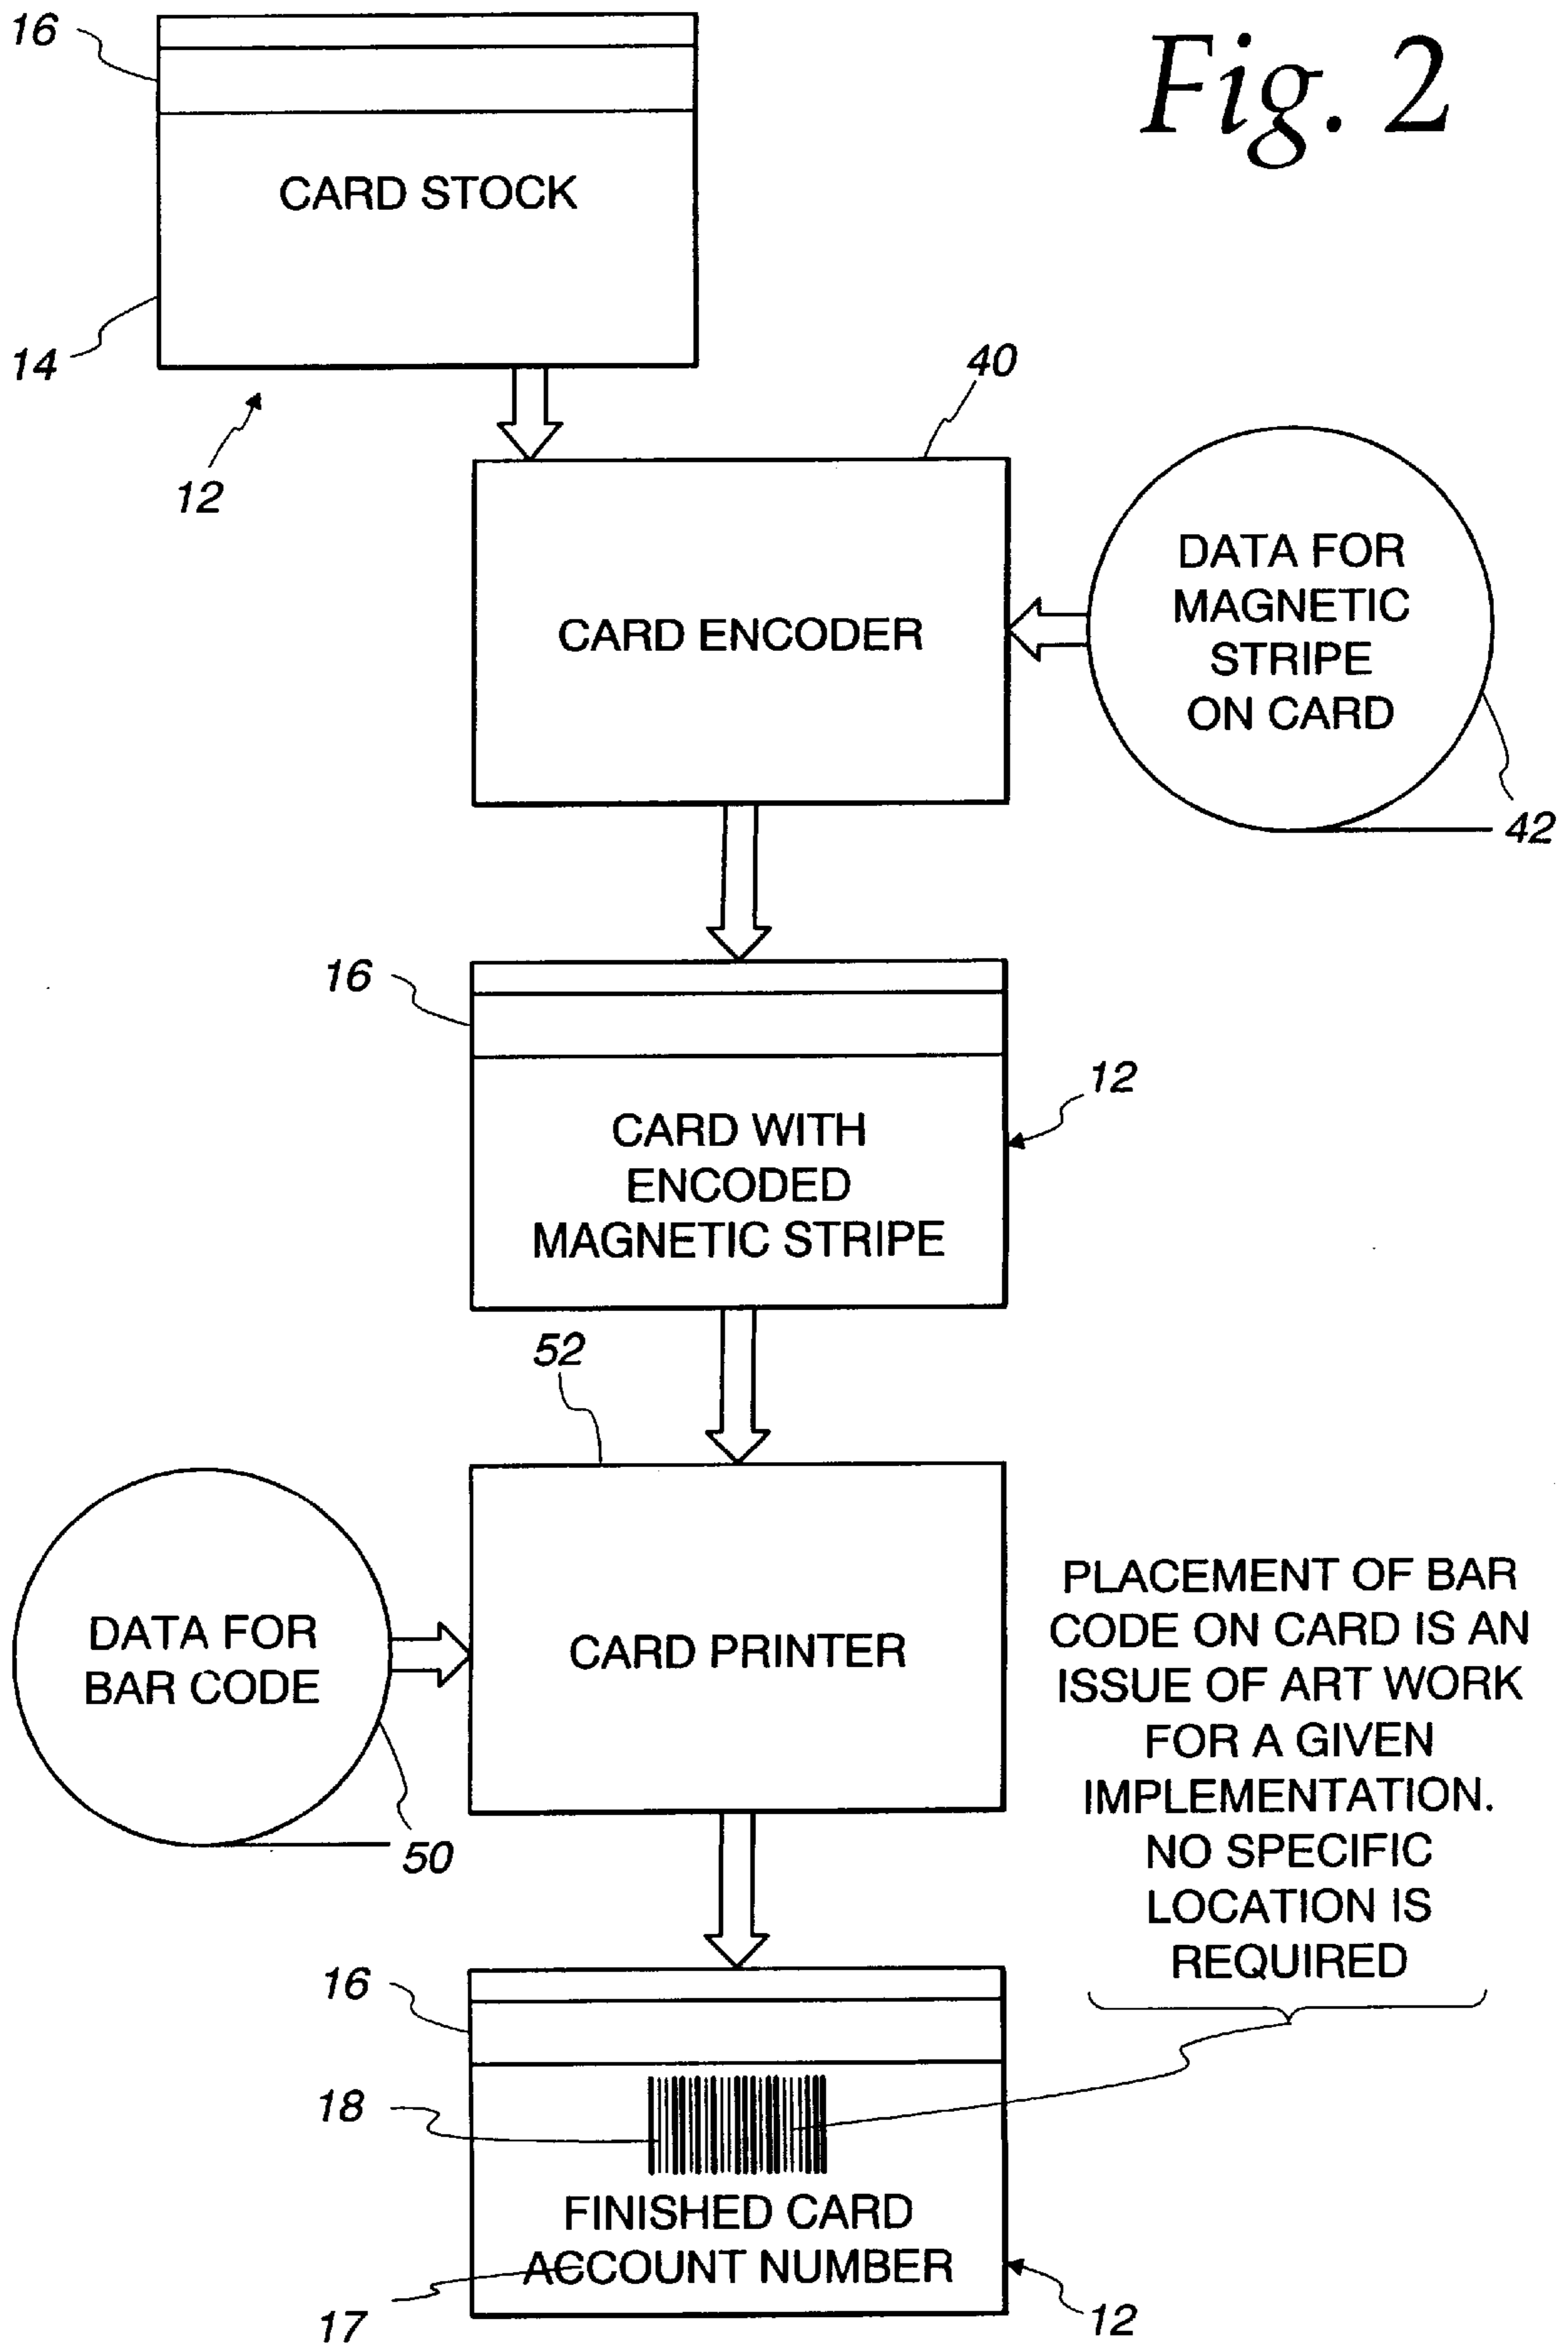 Fig. 2
16
CARD STOCK
14
12
40
CARD ENCODER
DATA FOR
MAGNETIC
STRIPE
ON CARD
42
16
12
CARD WITH
ENCODED
MAGNETIC STRIPE
52
DATA FOR
BAR CODE
50
CARD PRINTER
PLACEMENT OF BAR
CODE ON CARD IS AN
ISSUE OF ART WORK
FOR A GIVEN
IMPLEMENTATION.
NO SPECIFIC
LOCATION IS
REQUIRED
16
18
FINISHED CARD
ACCOUNT NUMBER
17
12